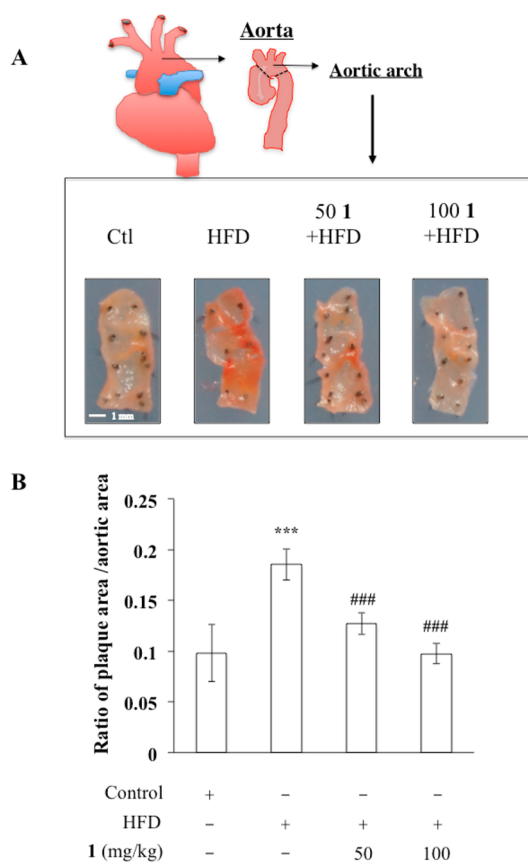 A
Aorta
Aortic arch
Ctl
HFD
50 1
+HFD
100 1
+HFD
1 mm
B
Ratio of plaque area /aortic area
0.25
0.2
0.15
0.1
0.05
0
***
###
###
Control + – – –
HFD – + + +
1 (mg/kg) – – 50 100